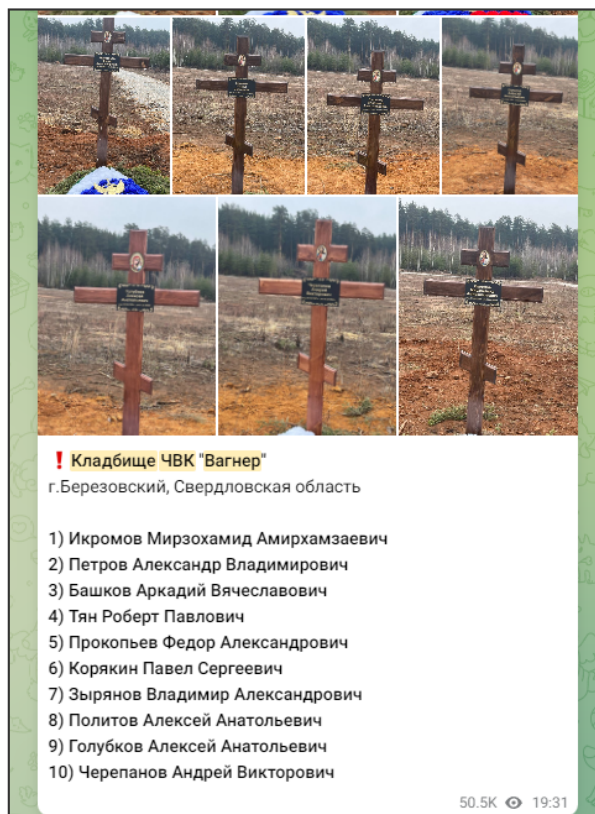 ❗ Кладбище ЧВК "Вагнер"
г.Березовский, Свердловская область
1) Икромов Мирзохамид Амирхамзаевич
2) Петров Александр Владимирович
3) Башков Аркадий Вячеславович
4) Тян Роберт Павлович
5) Прокопьев Федор Александрович
6) Корякин Павел Сергеевич
7) Зырянов Владимир Александрович
8) Политов Алексей Анатольевич
9) Голубков Алексей Анатольевич
10) Черепанов Андрей Викторович
50.5K 19:31